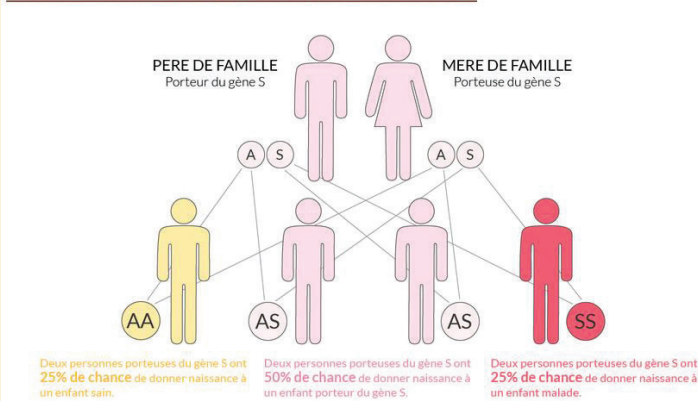 PERE DE FAMILLE
Porteur du gène S
MERE DE FAMILLE
Porteuse du gène S
A S
A S
AA
AS
AS
SS
Deux personnes porteuses du gène S ont
25% de chance de donner naissance à
un enfant sain.
Deux personnes porteuses du gène S ont
50% de chance de donner naissance à
un enfant porteur du gène S.
Deux personnes porteuses du gène S ont
25% de chance de donner naissance à
un enfant malade.